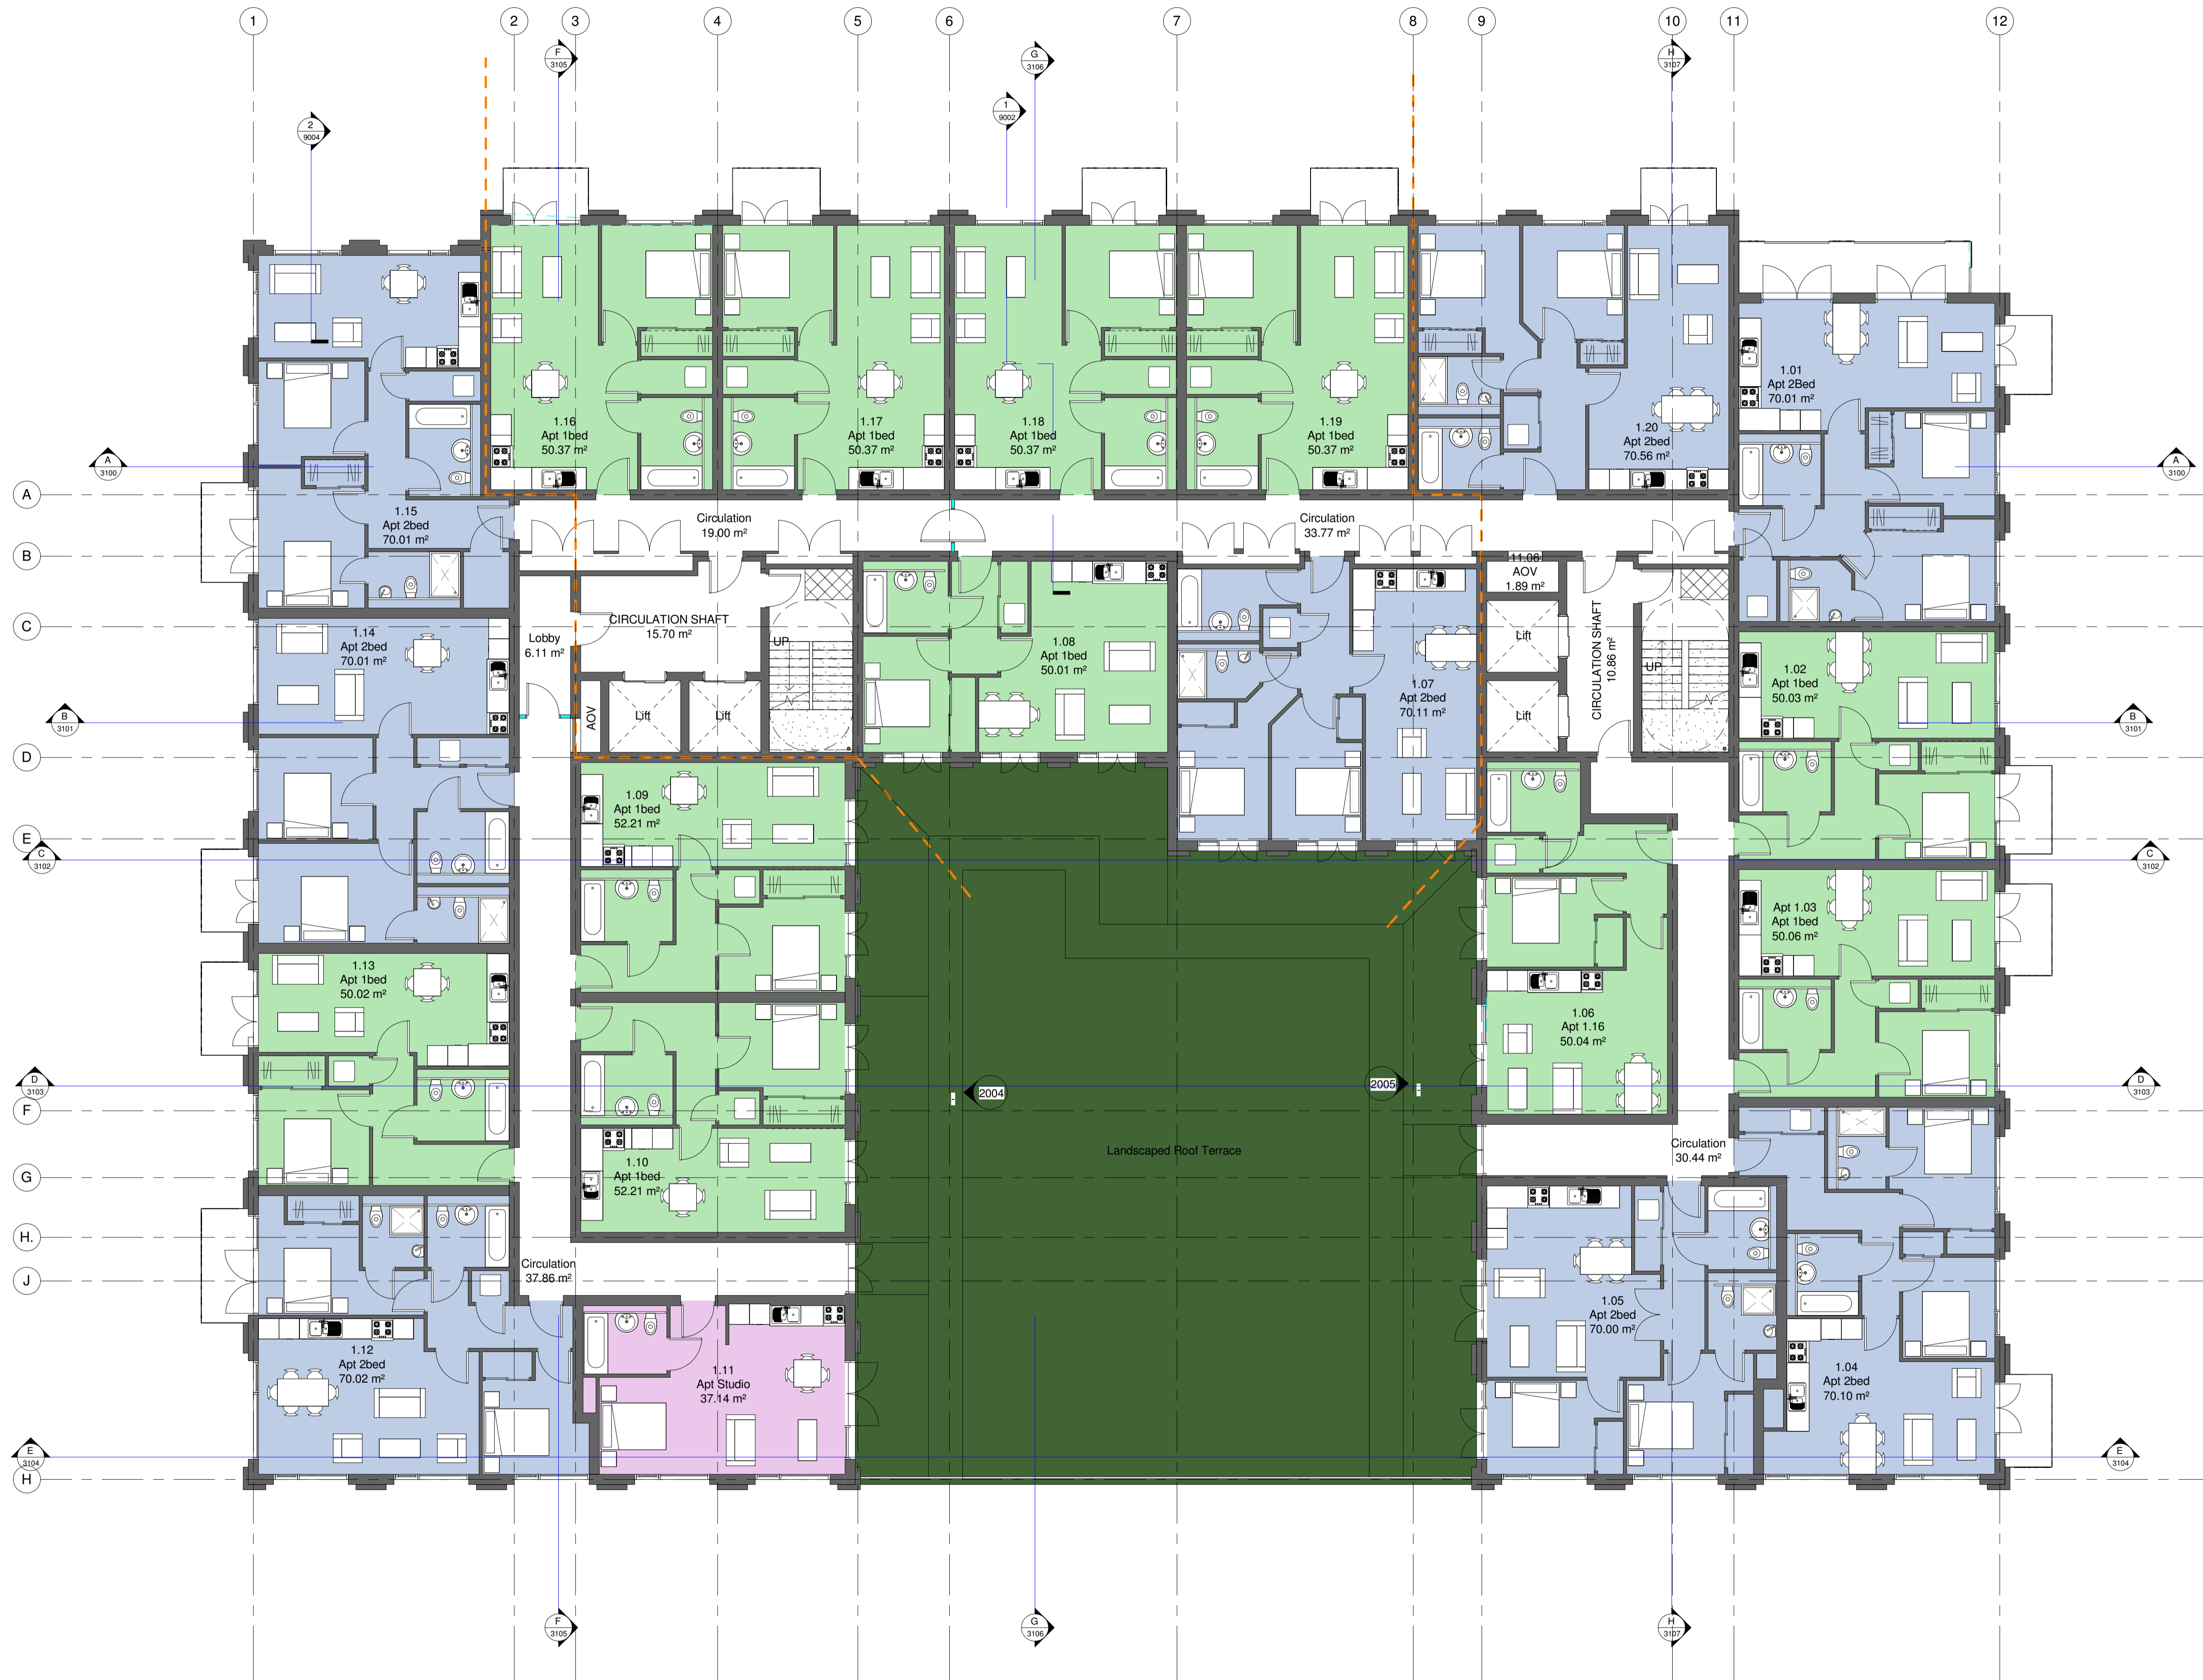 1
2
3
4
5
6
7
8
9
10
11
12
F
3105
G
3106
H
3107
1
9002
2
9004
1.16
Apt 1bed
50.37 m²
1.17
Apt 1bed
50.37 m²
1.18
Apt 1bed
50.37 m²
1.19
Apt 1bed
50.37 m²
1.20
Apt 2bed
70.56 m²
1.01
Apt 2Bed
70.01 m²
A
3100
A
3100
A
1.15
Apt 2bed
70.01 m²
Circulation
19.00 m²
Circulation
33.77 m²
B
11.06
AOV
1.89 m²
C
1.14
Apt 2bed
70.01 m²
Lobby
6.11 m²
CIRCULATION SHAFT
15.70 m²
UP
1.08
Apt 1bed
50.01 m²
1.07
Apt 2bed
70.11 m²
Lift
CIRCULATION SHAFT
10.86 m²
UP
1.02
Apt 1bed
50.03 m²
B
3101
AOV
Lift
Lift
Lift
B
3101
D
1.09
Apt 1bed
52.21 m²
E
C
3102
C
3102
Apt 1.03
Apt 1bed
50.06 m²
1.13
Apt 1bed
50.02 m²
1.06
Apt 1.16
50.04 m²
D
3103
2004
2005
D
3103
F
Landscaped Roof Terrace
Circulation
30.44 m²
G
1.10
Apt 1bed
52.21 m²
H.
J
Circulation
37.86 m²
1.05
Apt 2bed
70.00 m²
1.12
Apt 2bed
70.02 m²
1.11
Apt Studio
37.14 m²
1.04
Apt 2bed
70.10 m²
E
3104
E
3104
H
F
3105
G
3106
H
3107